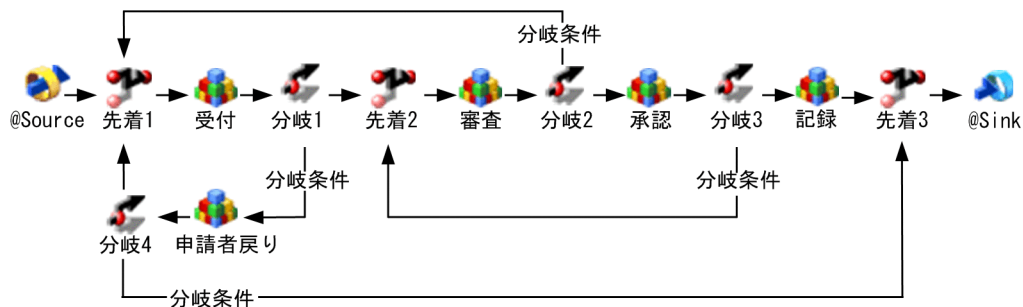 分岐条件
@Source 先着1 受付 分岐1 先着2 審査 分岐2 承認 分岐3 記録 先着3 @Sink
分岐条件 分岐条件
分岐4 申請者戻り
分岐条件